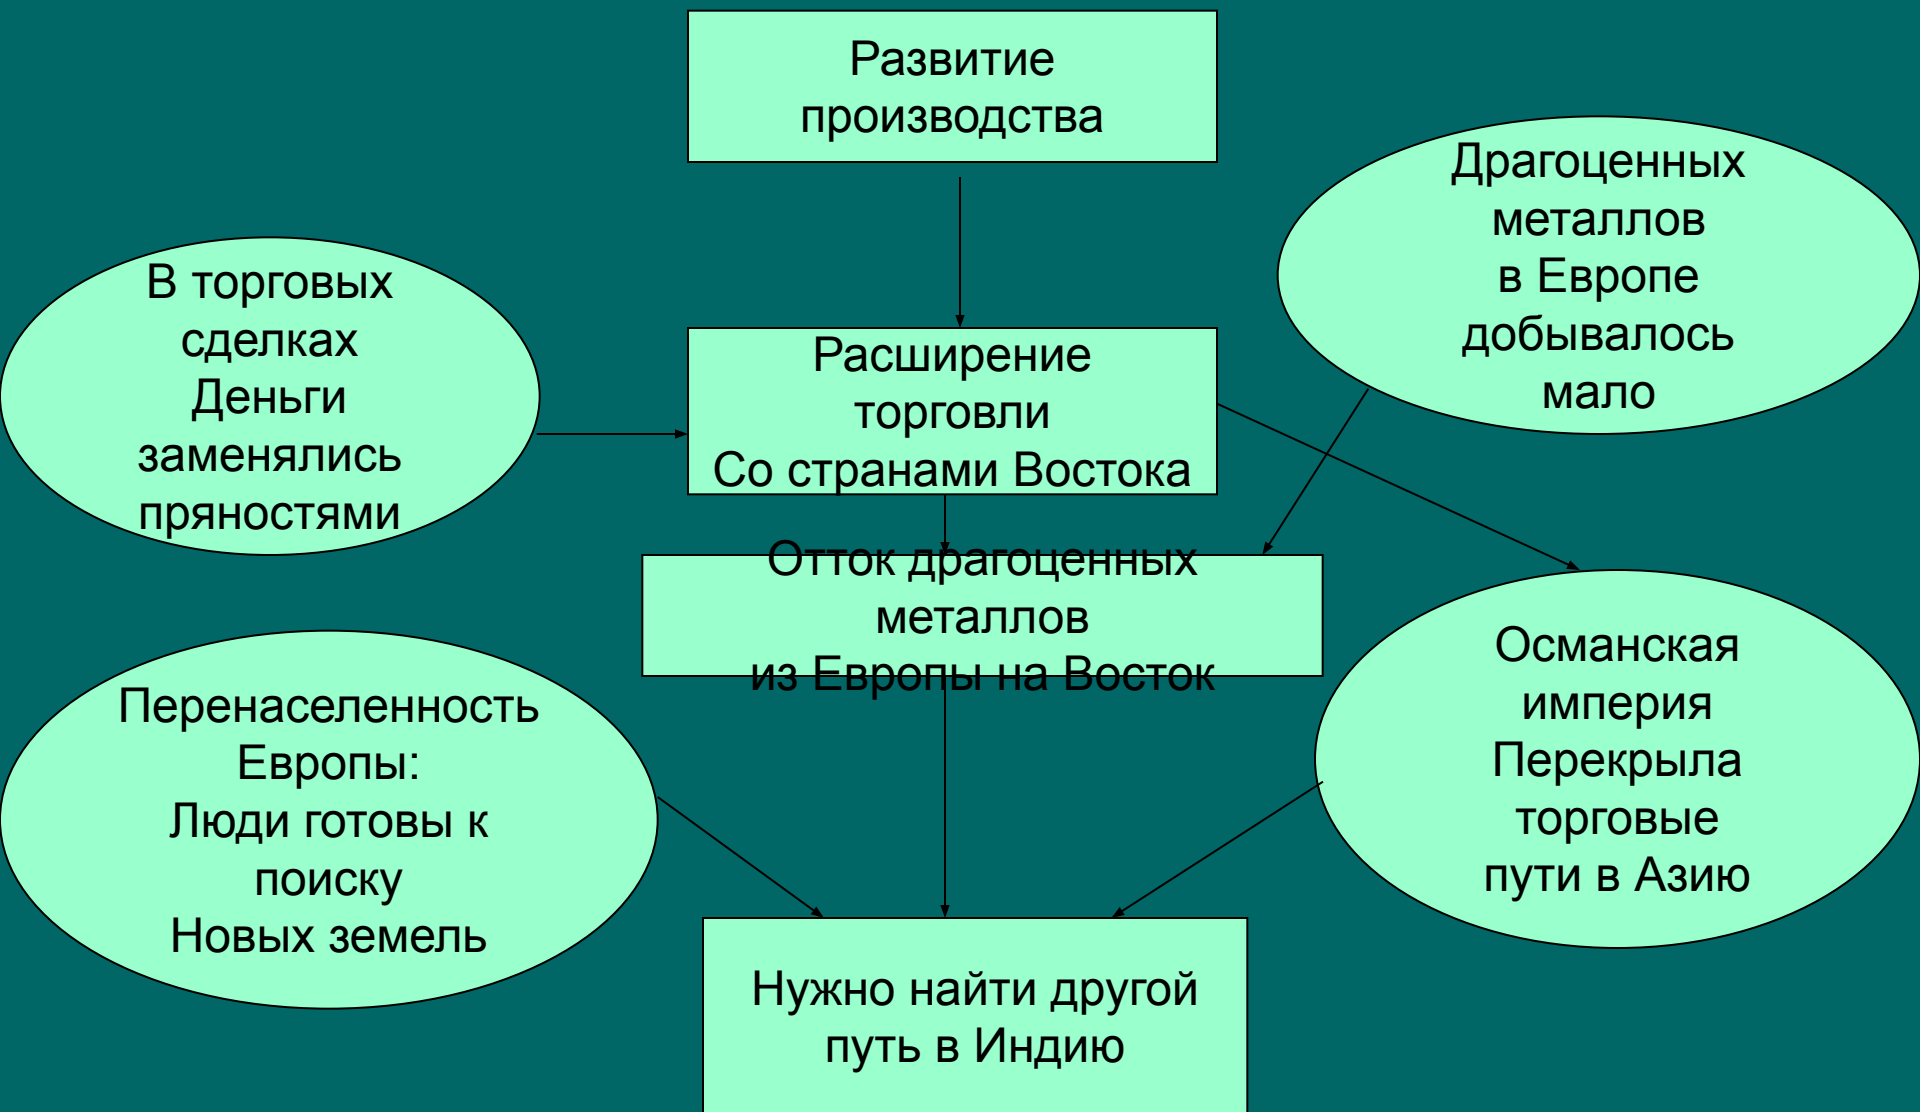 Развитие
производства
Драгоценных
металлов
в Европе
добывалось
мало
В торговых
сделках
Деньги
заменялись
пряностями
Расширение
торговли
Со странами Востока
Отток драгоценных
металлов
из Европы на Восток
Перенаселенность
Европы:
Люди готовы к
поиску
Новых земель
Османская
империя
Перекрыла
торговые
пути в Азию
Нужно найти другой
путь в Индию